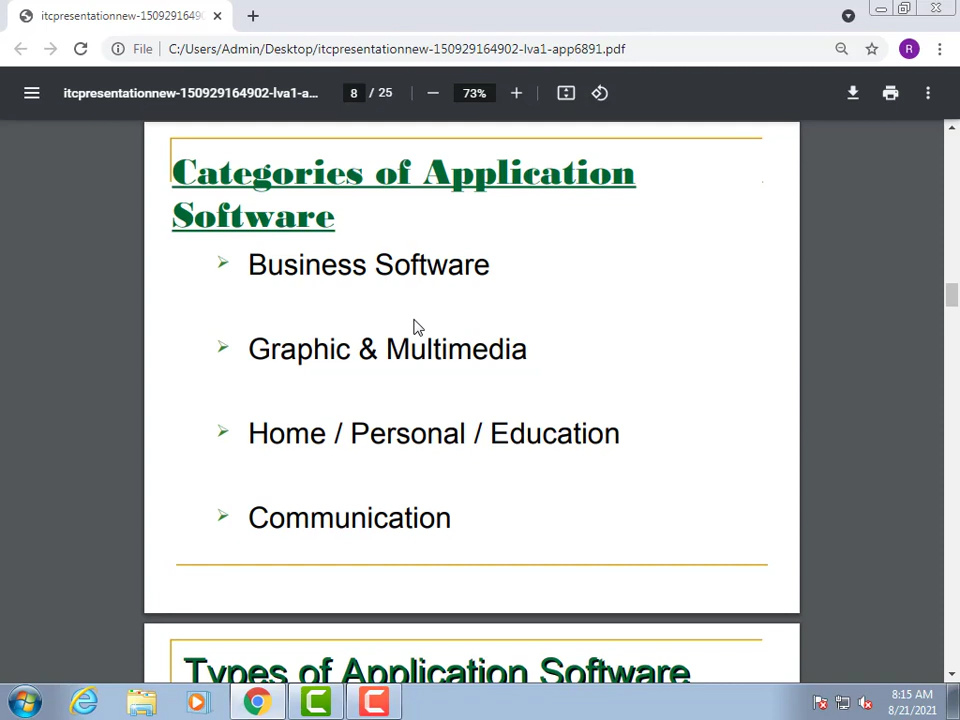 itcpresentationnew-1509291649
File
C:/Users/Admin/Desktop/itcpresentationnew-150929164902-lva1-app6891.pdf
R
itcpresentationnew-150929164902-lva1-a...
8 / 25
73%
Categories of Application
Software
Business Software
Graphic & Multimedia
Home / Personal / Education
Communication
Types of Application Software
8:15 AM
8/21/2021